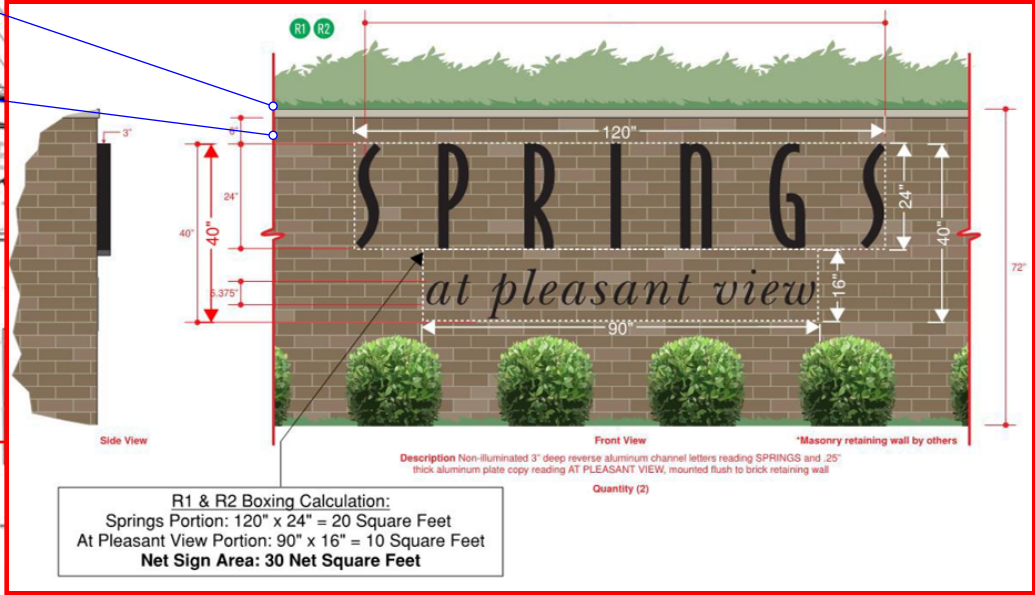 R1 R2
120"
3"
6"
SPRINGS
24"
24"
40"
40"
40"
72"
at pleasant view
5.375"
16"
90"
Side View
Front View
*Masonry retaining wall by others
Description Non-illuminated 3" deep reverse aluminum channel letters reading SPRINGS and .25"
thick aluminum plate copy reading AT PLEASANT VIEW, mounted flush to brick retaining wall
Quantity (2)
R1 & R2 Boxing Calculation:
Springs Portion: 120" x 24" = 20 Square Feet
At Pleasant View Portion: 90" x 16" = 10 Square Feet
Net Sign Area: 30 Net Square Feet